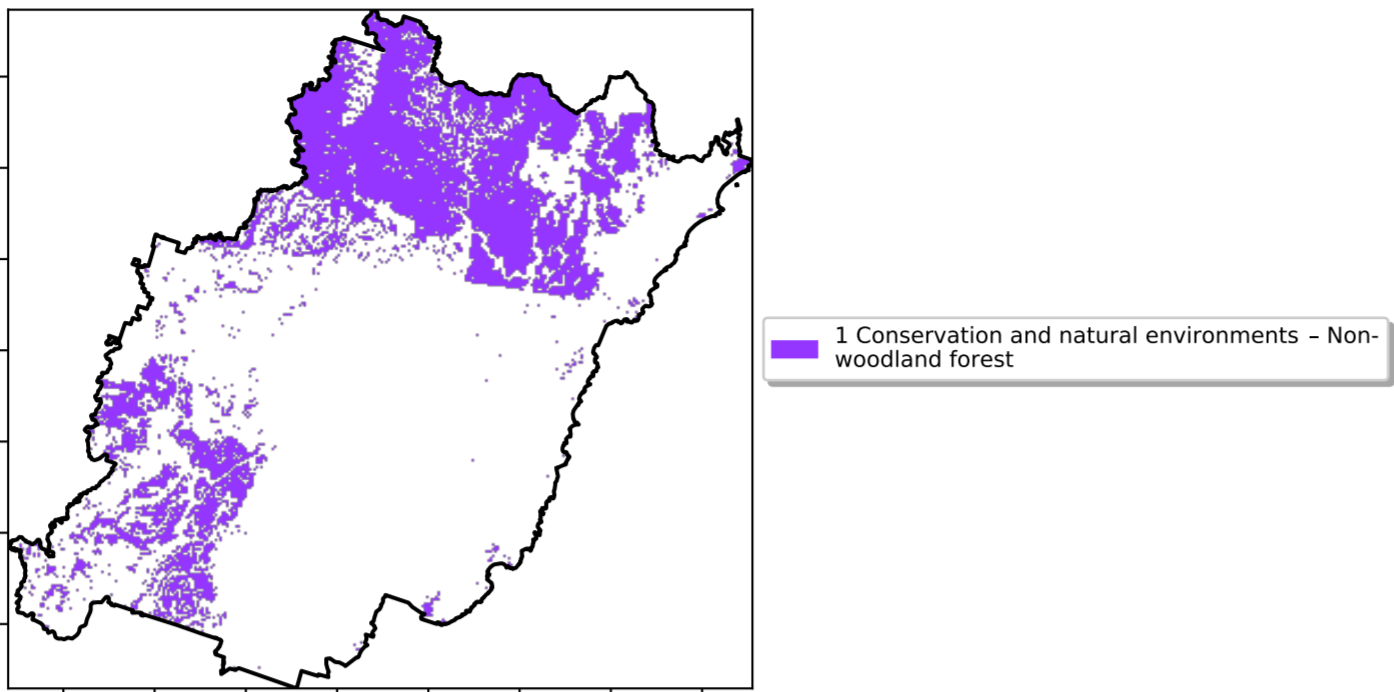 1 Conservation and natural environments – Non-
woodland forest